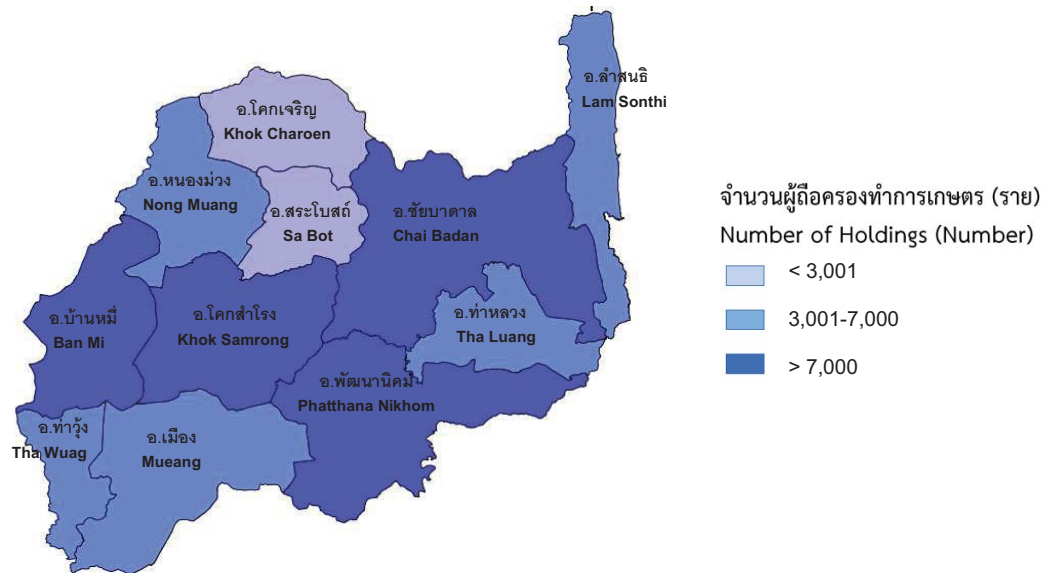 อ.ลำสนธิ
Lam Sonthi
อ.โคกเจริญ
Khok Charoen
อ.หนองม่วง
Nong Muang
อ.สระโบสถ์
Sa Bot
อ.ชัยบาดาล
Chai Badan
อ.บ้านหมี่
Ban Mi
อ.โคกสำโรง
Khok Samrong
อ.ท่าหลวง
Tha Luang
อ.พัฒนานิคม
Phatthana Nikhom
อ.ท่าวุ้ง
Tha Wuag
อ.เมือง
Mueang
จำนวนผู้ถือครองทำการเกษตร (ราย)
Number of Holdings (Number)
< 3,001
3,001-7,000
> 7,000